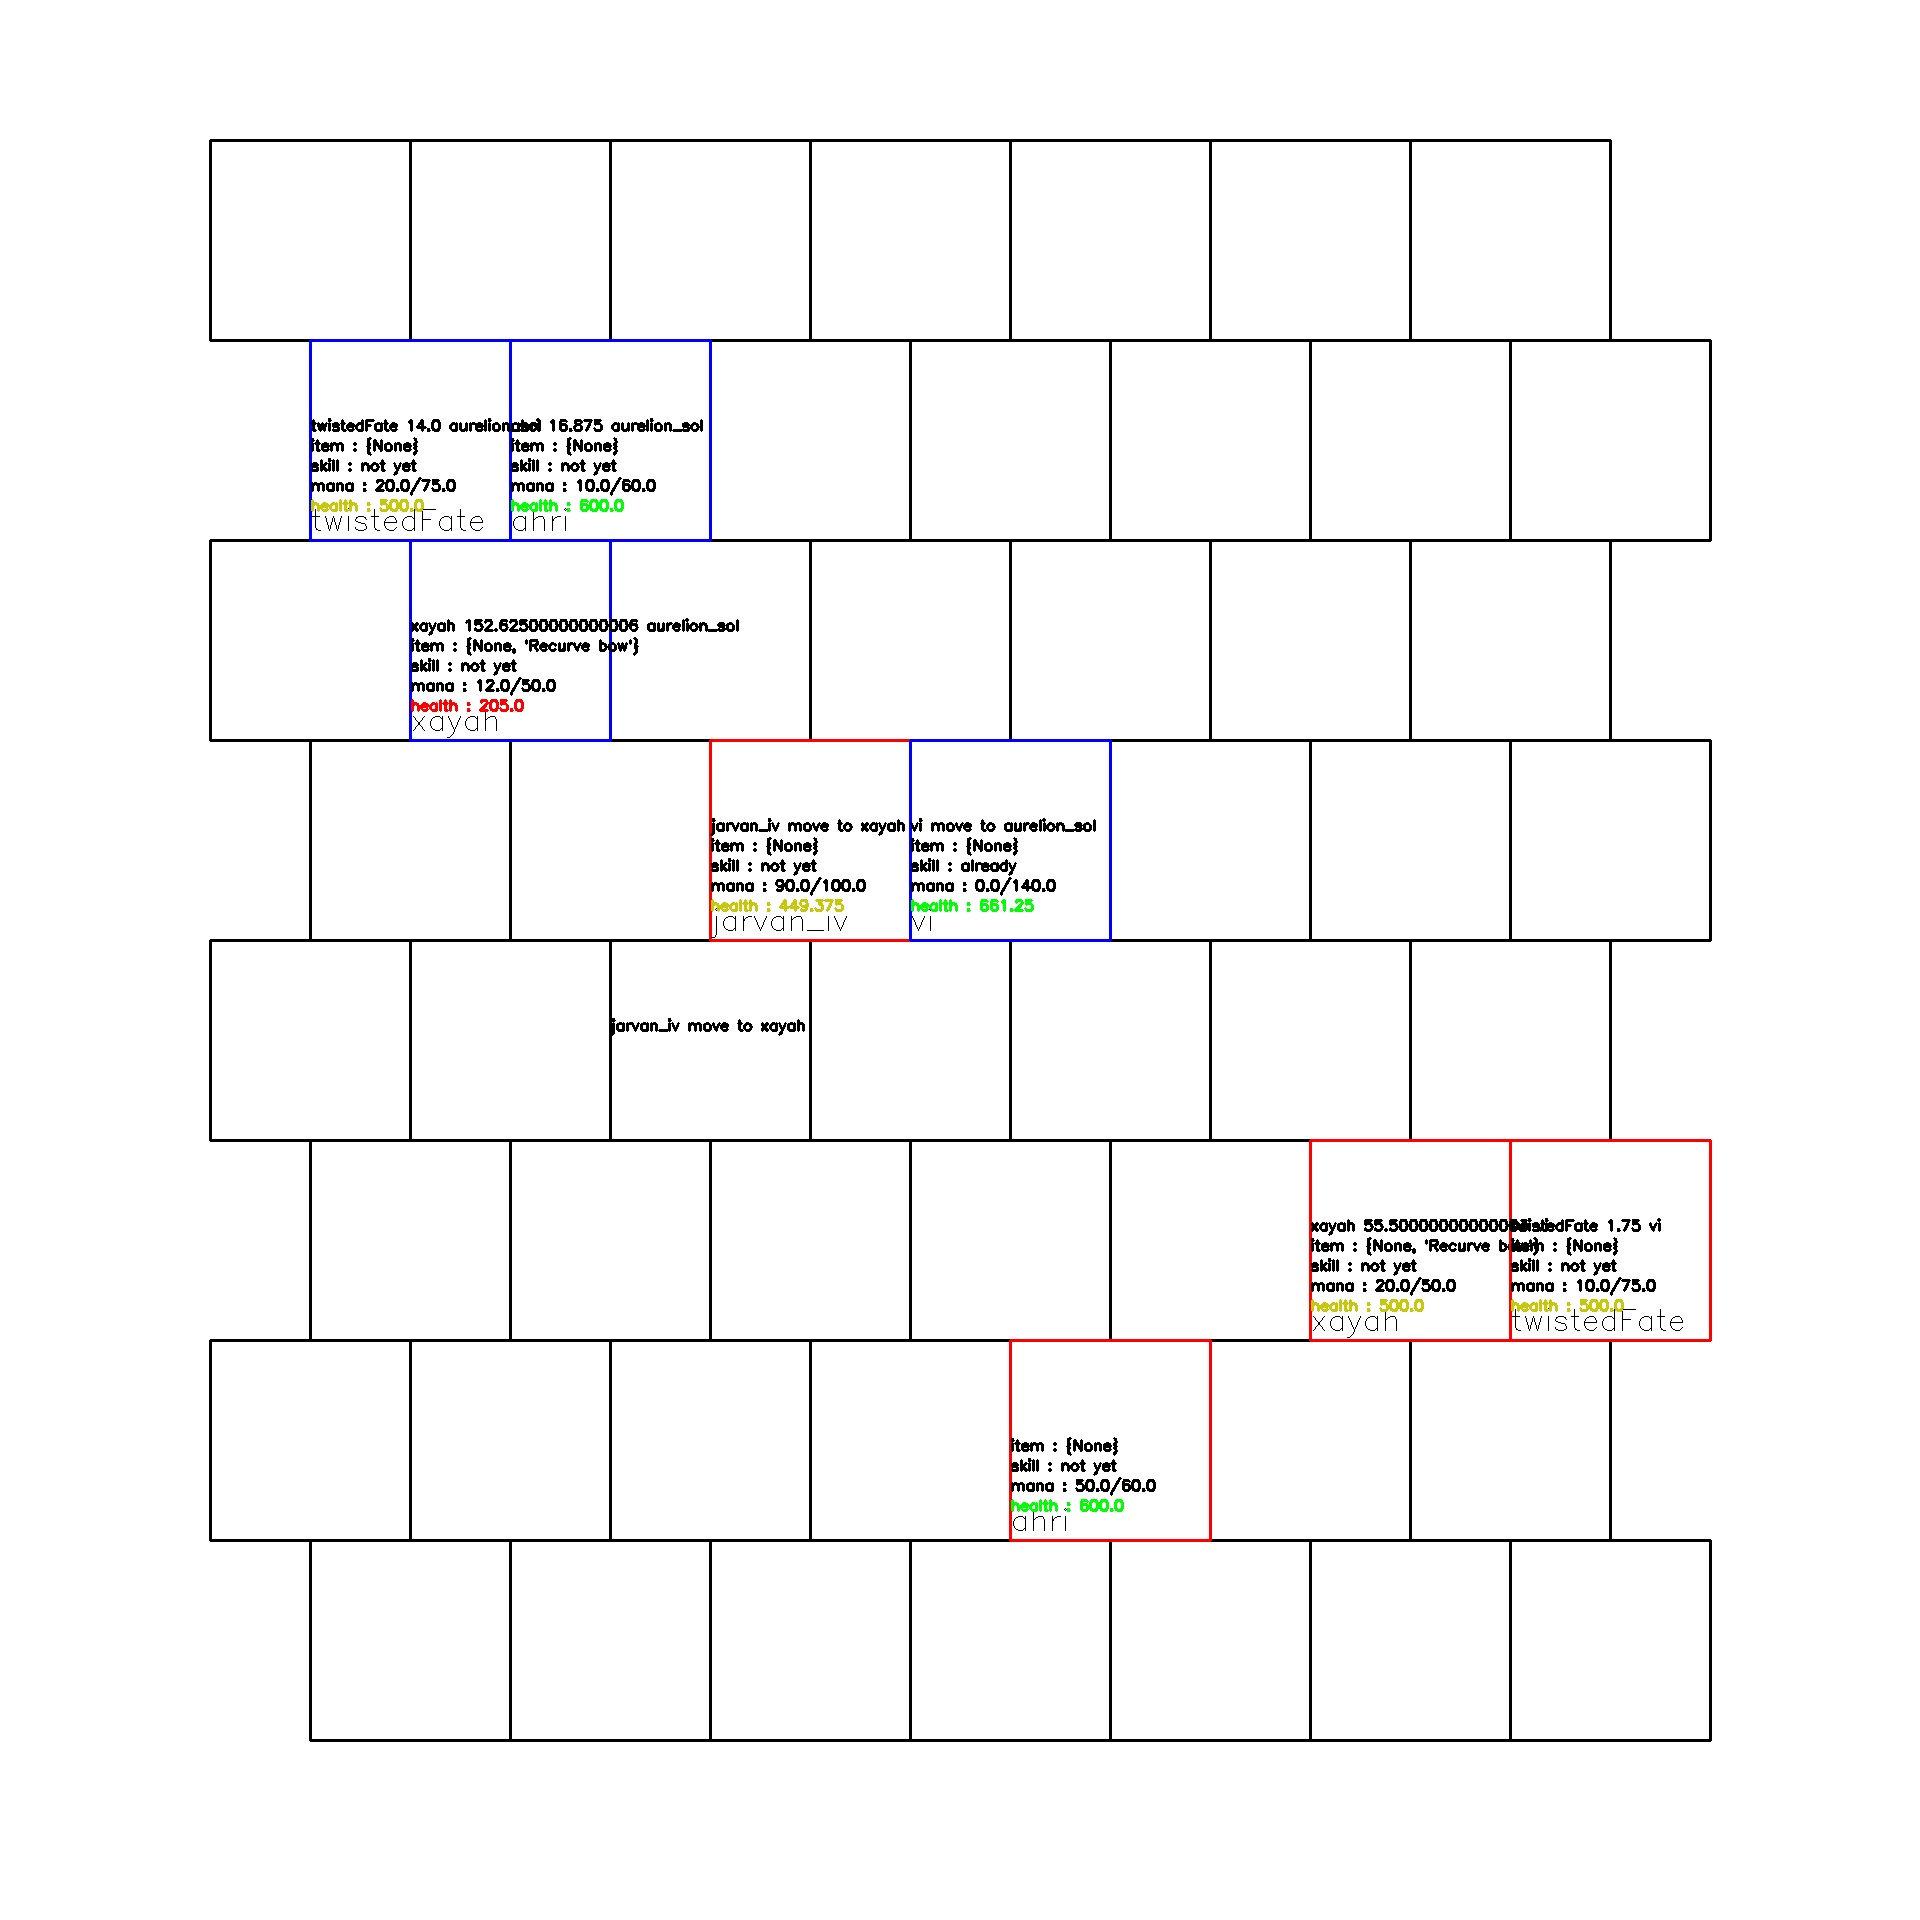 twistedFate 14.0 aurelion_sol
item : {None}
skill : not yet
mana : 20.0/75.0
health : 500.0
twistedFate
ahri 16.875 aurelion_sol
item : {None}
skill : not yet
mana : 10.0/60.0
health : 600.0
ahri
xayah 152.62500000000006 aurelion_sol
item : {None, 'Recurve bow'}
skill : not yet
mana : 12.0/50.0
health : 205.0
xayah
jarvan_iv move to xayah
item : {None}
skill : not yet
mana : 90.0/100.0
health : 449.375
jarvan_iv
vi move to aurelion_sol
item : {None}
skill : already
mana : 0.0/140.0
health : 661.25
vi
jarvan_iv move to xayah
xayah
item : {None, 'Recurve bow'}
skill : not yet
mana : 20.0/50.0
health : 500.0
xayah
twistedFate 1.75 vi
item : {None}
skill : not yet
mana : 10.0/75.0
health : 500.0
twistedFate
item : {None}
skill : not yet
mana : 50.0/60.0
health : 600.0
ahri